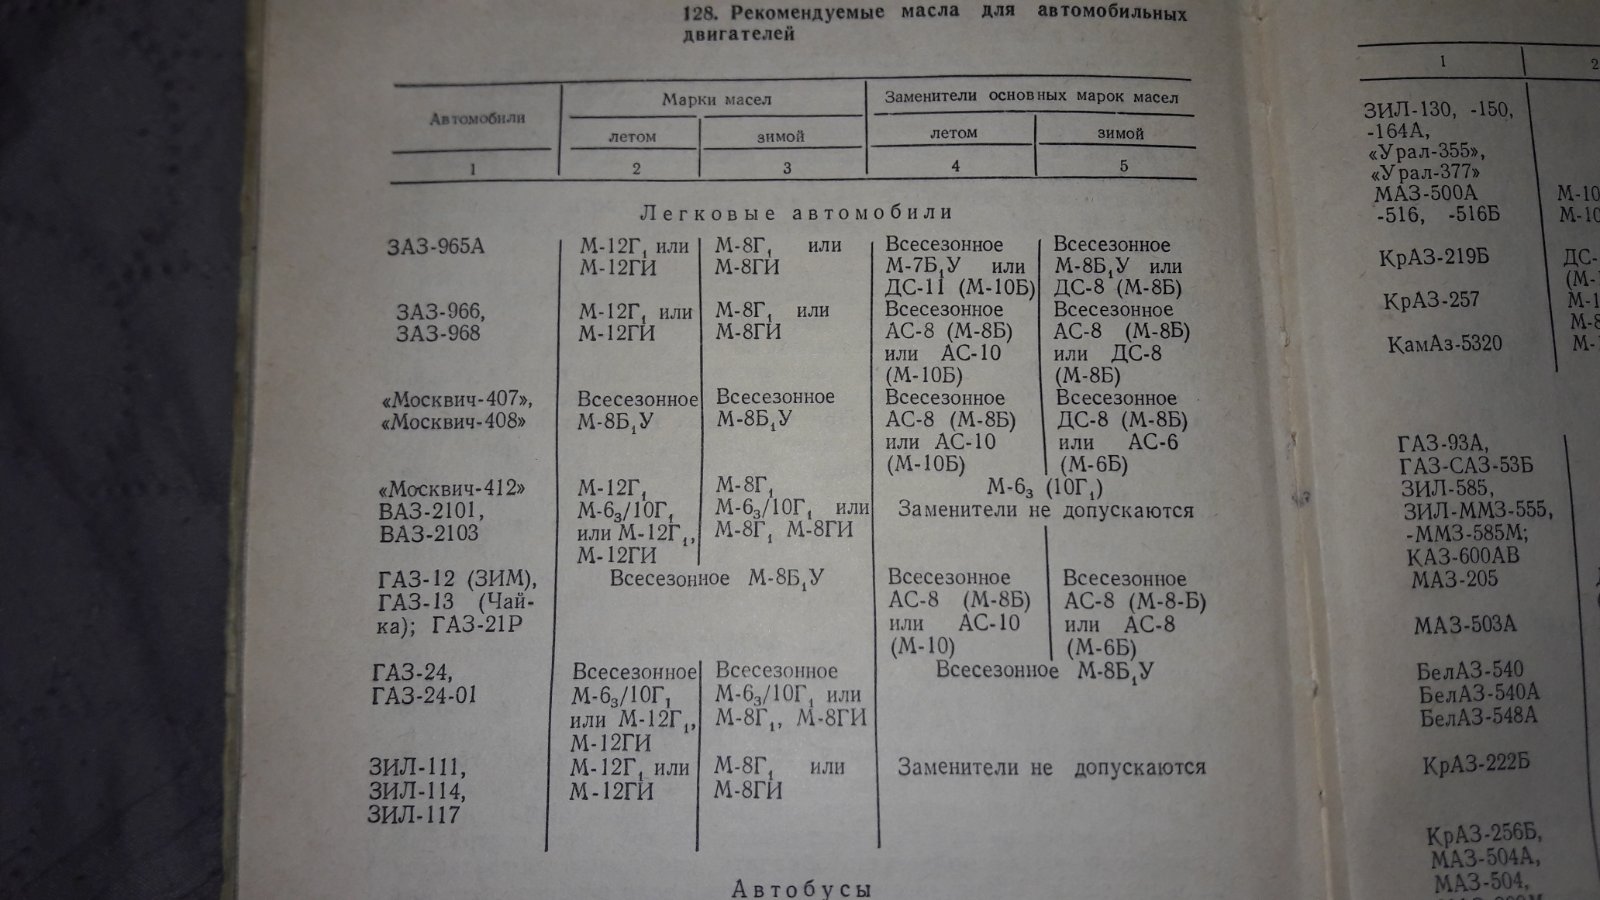 128. Рекомендуемые масла для автомобильных
двигателей
Автомобили
Марки масел
Заменители основных марок масел
летом зимой летом зимой
1 2 3 4 5
Легковые автомобили
ЗАЗ-965А М-12Г₁ или М-8Г₁ или Всесезонное Всесезонное
М-12ГИ М-8ГИ М-7Б₁У или М-8Б₁У или
ДС-11 (М-10Б) ДС-8 (М-8Б)
ЗАЗ-966, М-12Г₁ или М-8Г₁ или Всесезонное Всесезонное
ЗАЗ-968 М-12ГИ М-8ГИ АС-8 (М-8Б) АС-8 (М-8Б)
или АС-10 или ДС-8
(М-10Б) (М-8Б)
«Москвич-407», Всесезонное Всесезонное Всесезонное Всесезонное
«Москвич-408» М-8Б₁У М-8Б₁У АС-8 (М-8Б) ДС-8 (М-8Б)
или АС-10 или АС-6
(М-10Б) (М-6Б)
«Москвич-412» М-12Г₁ М-8Г₁ М-6₃ (10Г₁)
ВАЗ-2101, М-6₃/10Г₁ М-6₃/10Г₁ или Заменители не допускаются
ВАЗ-2103 или М-12Г₁, М-8Г₁ М-8ГИ
М-12ГИ
ГАЗ-12 (ЗИМ), Всесезонное М-8Б₁У Всесезонное Всесезонное
ГАЗ-13 (Чай- АС-8 (М-8Б) АС-8 (М-8-Б)
ка); ГАЗ-21Р или АС-10 или АС-8
(М-10) (М-6Б)
ГАЗ-24, Всесезонное Всесезонное Всесезонное М-8Б₁У
ГАЗ-24-01 М-6₃/10Г₁ М-6₃/10Г₁ или
или М-12Г₁, М-8Г₁, М-8ГИ
М-12ГИ
ЗИЛ-111, М-12Г₁ или М-8Г₁ или Заменители не допускаются
ЗИЛ-114, М-12ГИ М-8ГИ
ЗИЛ-117
Автобусы
1 2
ЗИЛ-130, -150,
-164А,
«Урал-355»,
«Урал-377»
МАЗ-500А М-10
-516, -516Б М-10
КрАЗ-219Б ДС-
(М-
КрАЗ-257 М-1
М-8
КамАз-5320 М-
ГАЗ-93А,
ГАЗ-САЗ-53Б
ЗИЛ-585,
ЗИЛ-ММЗ-555,
-ММЗ-585М;
КАЗ-600АВ
МАЗ-205
МАЗ-503А
БелАЗ-540
БелАЗ-540А
БелАЗ-548А
КрАЗ-222Б
КрАЗ-256Б,
МАЗ-504А,
МАЗ-504,